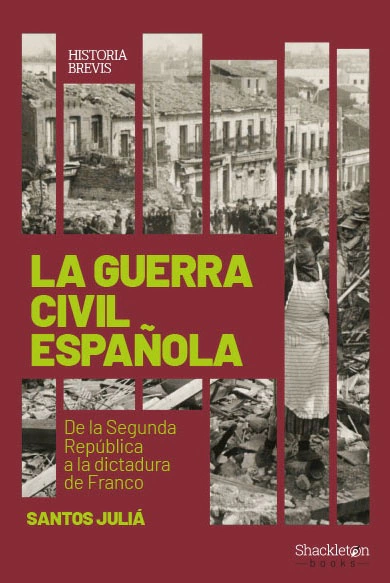 HISTORIA
BREVIS
LA GUERRA
CIVIL
ESPAÑOLA
De la Segunda
República
a la dictadura
de Franco
SANTOS JULIÁ
Shackleton
books